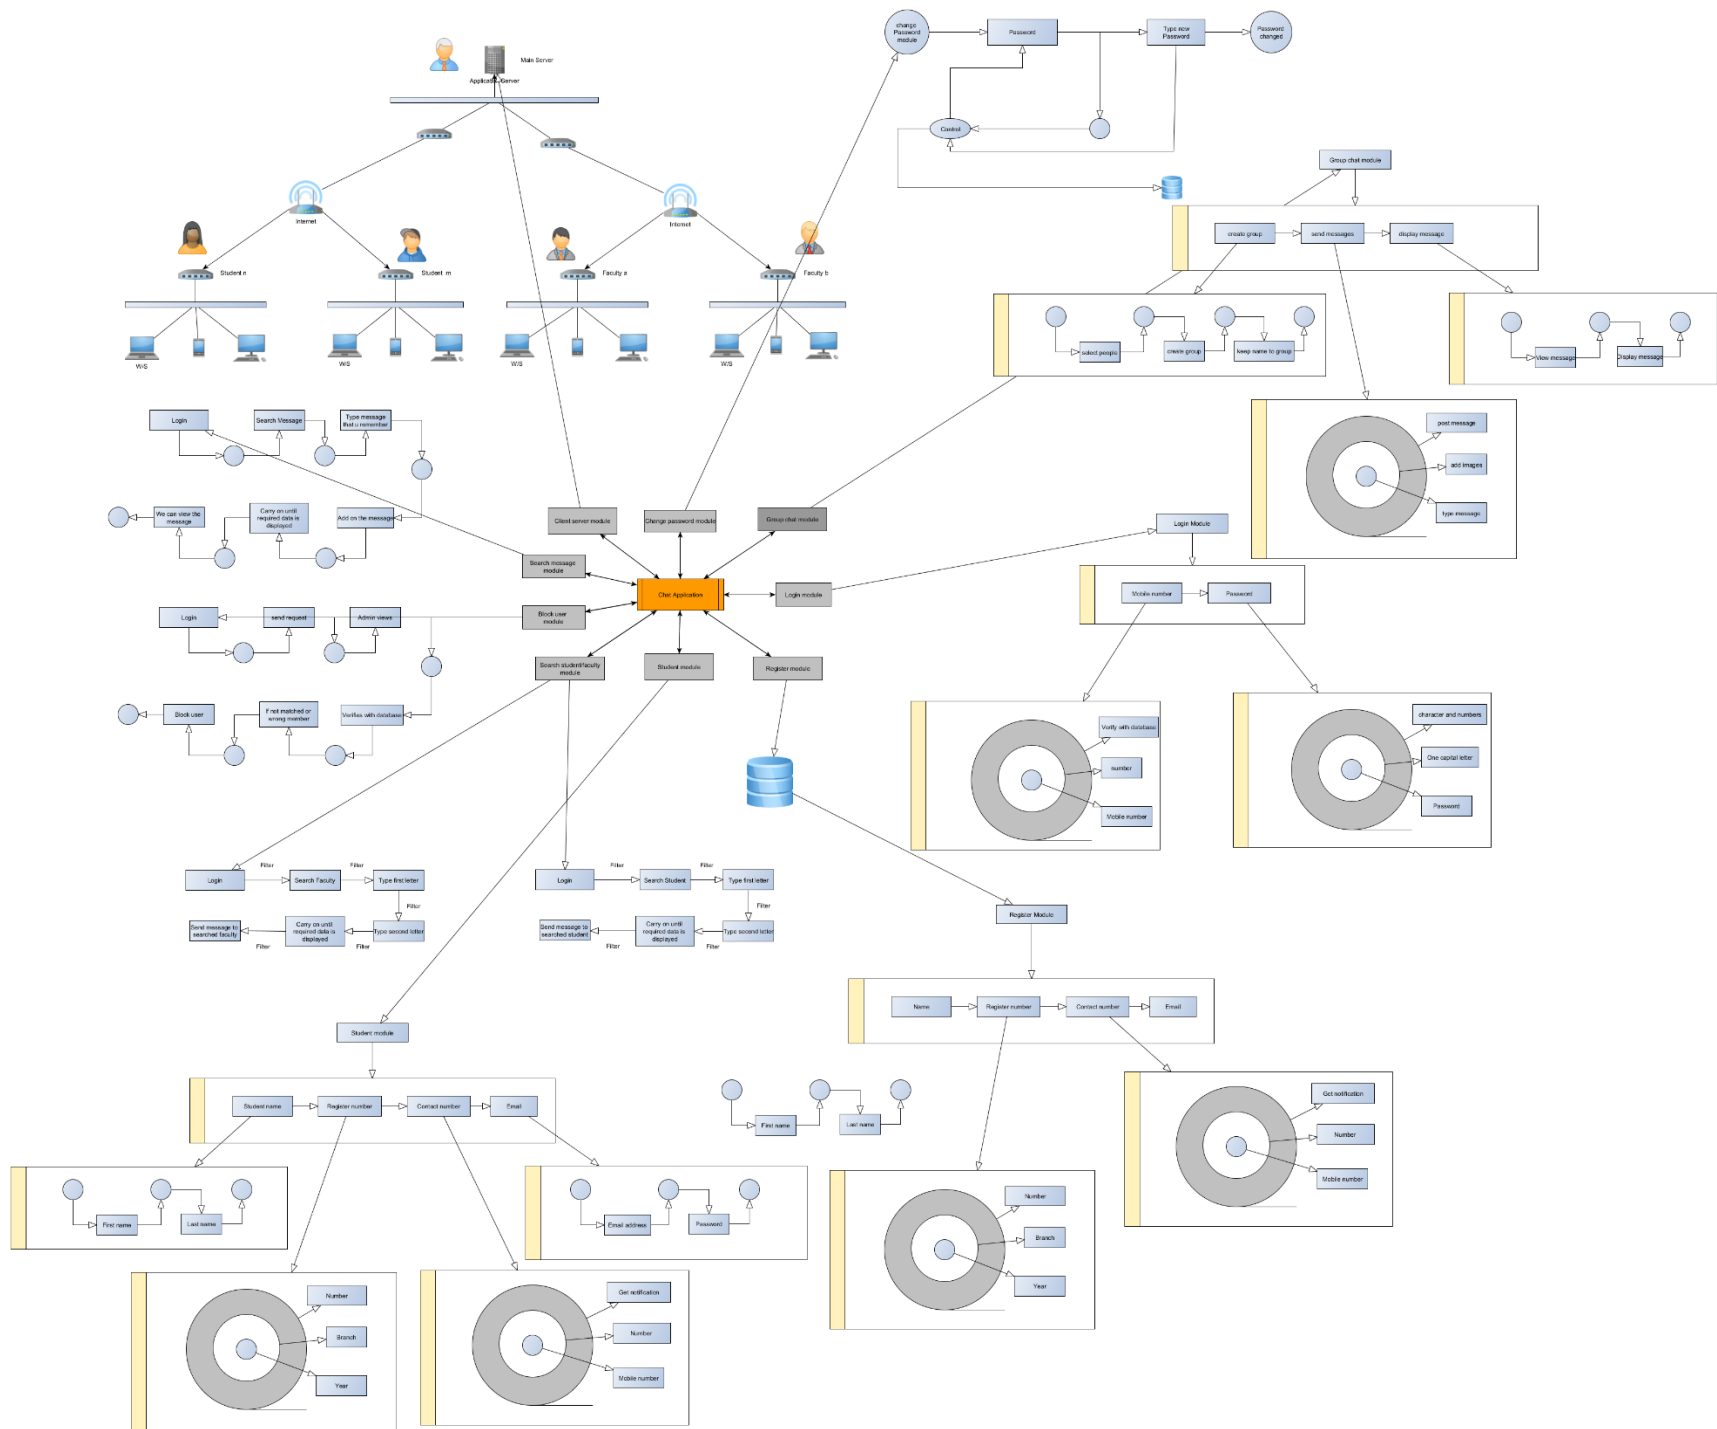 change
Password
module
Password
Type new
Password
Password
changed
Main Server
Application Server
Control
Group chat module
Internet
Internet
create group
send messages
display message
Student n
Student m
Faculty a
Faculty b
select people
create group
keep name to group
View message
Display message
W/S
W/S
W/S
W/S
Login
Search Message
Type message
that u remember
post message
add images
type message
We can view the
message
Carry on until
required data is
displayed
Add on the message
Client server module
Change password module
Group chat module
Login Module
Search message
module
Chat Application
Login module
Mobile number
Password
Block user
module
Login
send request
Admin views
Search student/faculty
module
Student module
Register module
Block user
If not matched or
wrong member
Verifies with database
Verify with database
number
Mobile number
character and numbers
One capital letter
Password
Filter
Filter
Login
Search Faculty
Type first letter
Filter
Send message to
searched faculty
Carry on until
required data is
displayed
Type second letter
Filter
Filter
Filter
Filter
Login
Search Student
Type first letter
Filter
Send message to
searched student
Carry on until
required data is
displayed
Type second letter
Filter
Filter
Register Module
Name
Register number
Contact number
Email
Student module
Student name
Register number
Contact number
Email
First name
Last name
Get notification
Number
Mobile number
First name
Last name
Email address
Password
Number
Branch
Year
Number
Branch
Year
Get notification
Number
Mobile number